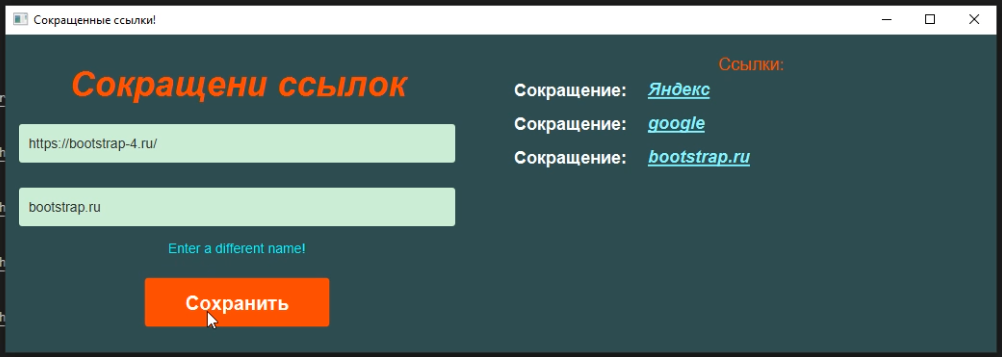 Сокращенные ссылки!
Сокращени ссылок
https://bootstrap-4.ru/
bootstrap.ru
Enter a different name!
Сохранить
Ссылки:
Сокращение: Яндекс
Сокращение: google
Сокращение: bootstrap.ru